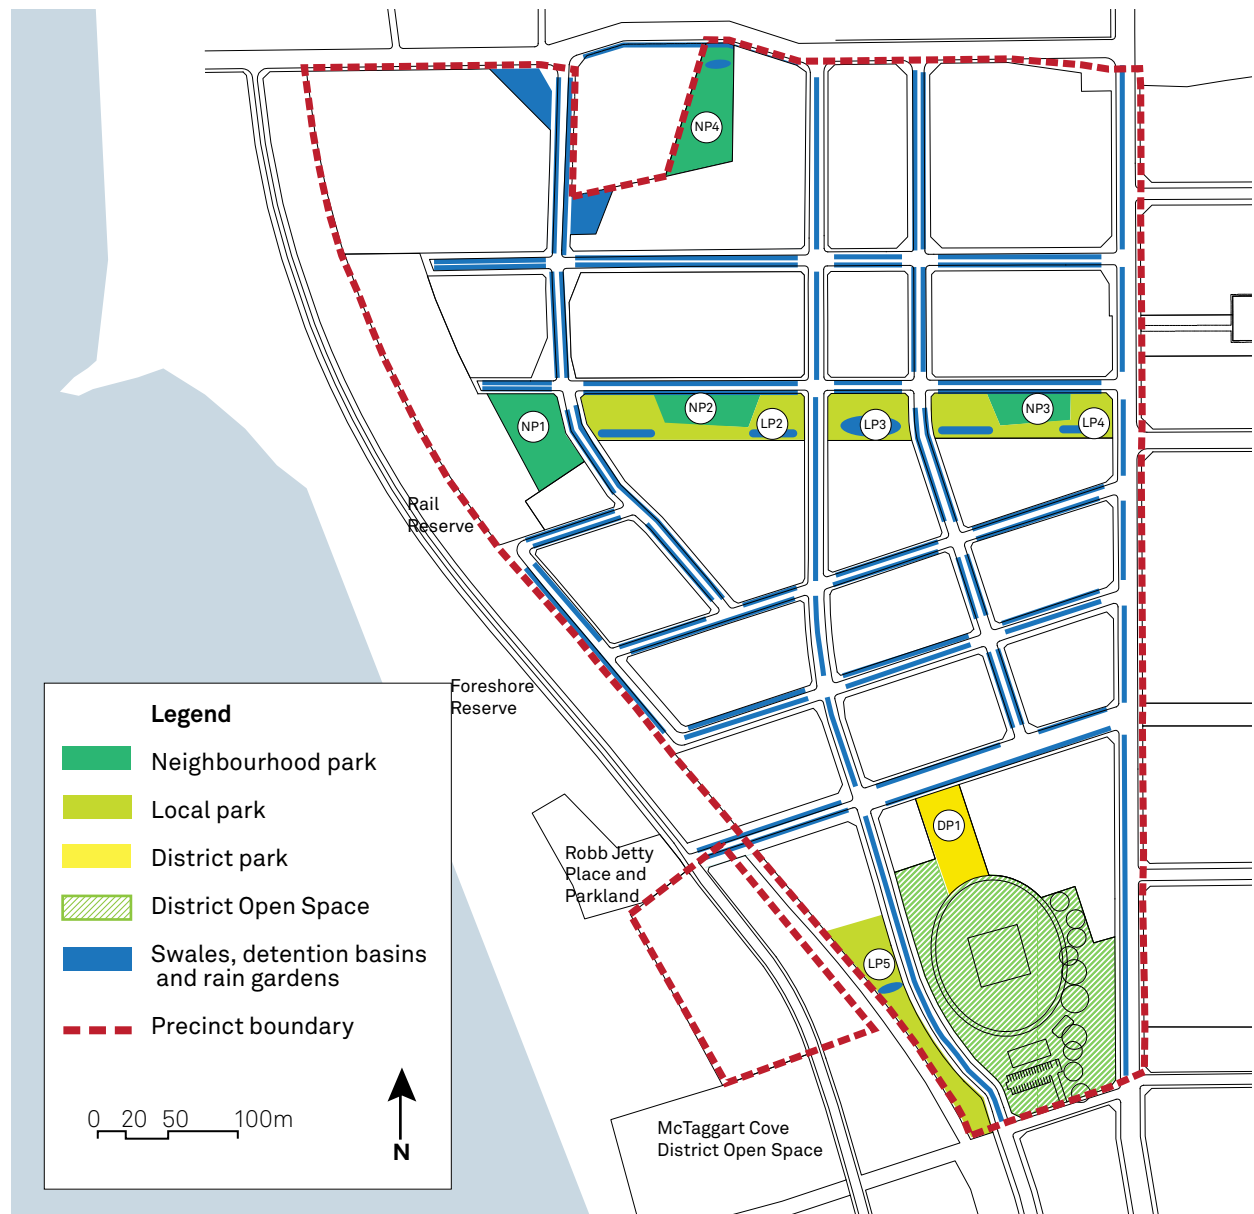 NP4
NP1
NP2
LP2
LP3
NP3
LP4
Rail
Reserve
Foreshore
Reserve
Legend
Neighbourhood park
Local park
District park
District Open Space
Swales, detention basins
and rain gardens
Precinct boundary
0 20 50 100m
N
Robb Jetty
Place and
Parkland
DP1
LP5
McTaggart Cove
District Open Space